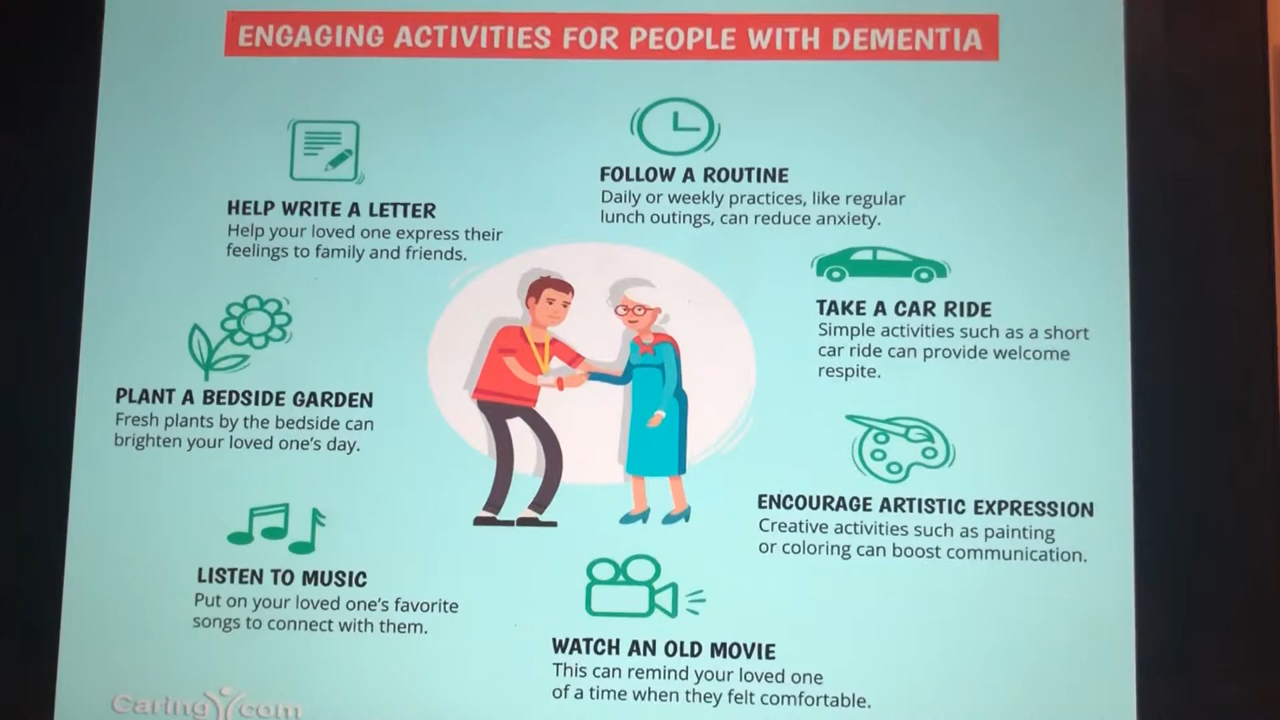 ENGAGING ACTIVITIES FOR PEOPLE WITH DEMENTIA
HELP WRITE A LETTER
Help your loved one express their
feelings to family and friends.
FOLLOW A ROUTINE
Daily or weekly practices, like regular
lunch outings, can reduce anxiety.
TAKE A CAR RIDE
Simple activities such as a short
car ride can provide welcome
respite.
PLANT A BEDSIDE GARDEN
Fresh plants by the bedside can
brighten your loved one's day.
ENCOURAGE ARTISTIC EXPRESSION
Creative activities such as painting
or coloring can boost communication.
LISTEN TO MUSIC
Put on your loved one's favorite
songs to connect with them.
WATCH AN OLD MOVIE
This can remind your loved one
of a time when they felt comfortable.
Caring com